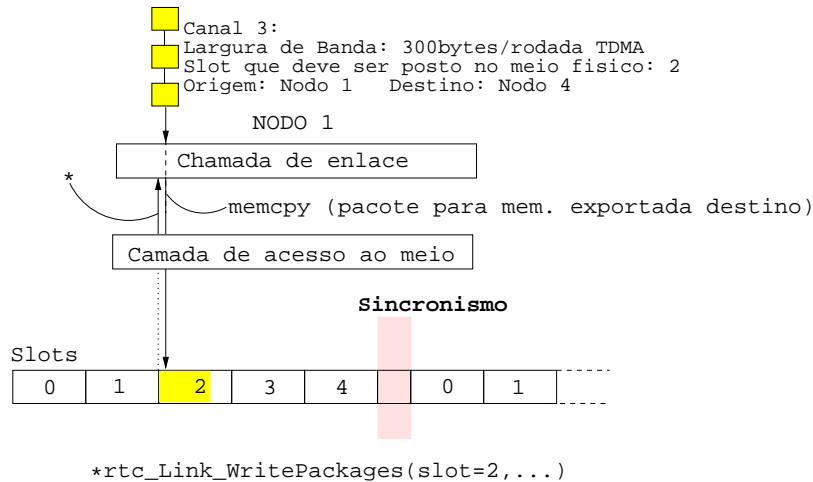 Canal 3:
Largura de Banda: 300bytes/rodada TDMA
Slot que deve ser posto no meio fisico: 2
Origem: Nodo 1 Destino: Nodo 4
NODO 1
Chamada de enlace
*
memcpy (pacote para mem. exportada destino)
Camada de acesso ao meio
Sincronismo
Slots
0 1 2 3 4 0 1
*rtc_Link_WritePackages(slot=2,...)